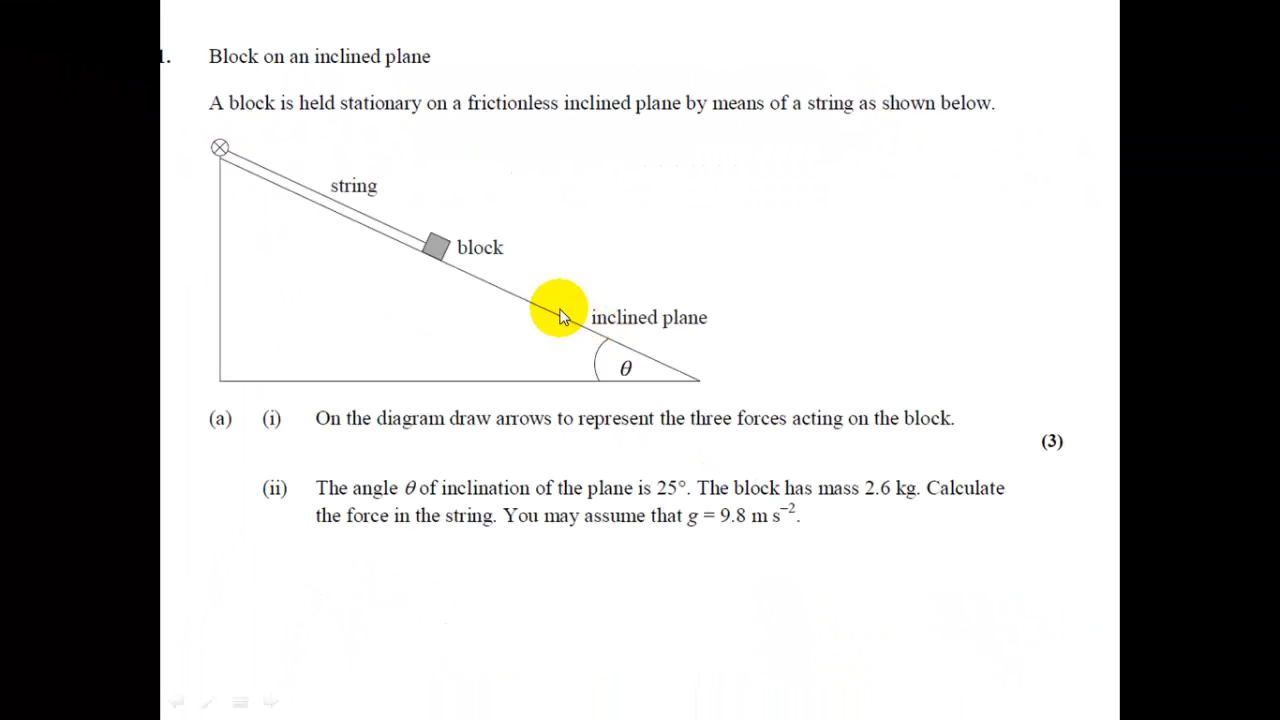 1. Block on an inclined plane
A block is held stationary on a frictionless inclined plane by means of a string as shown below.
string
block
inclined plane
θ
(a) (i) On the diagram draw arrows to represent the three forces acting on the block.
(3)
(ii) The angle θ of inclination of the plane is 25°. The block has mass 2.6 kg. Calculate
the force in the string. You may assume that g = 9.8 m s⁻².